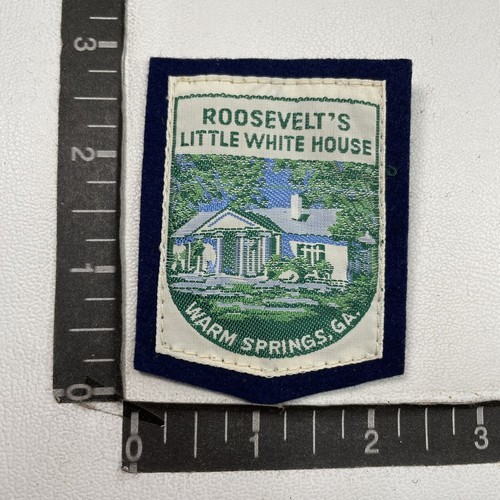 ROOSEVELT'S
LITTLE WHITE HOUSE
WARM SPRINGS, GA.
3
2
1
0
0
1
2
3